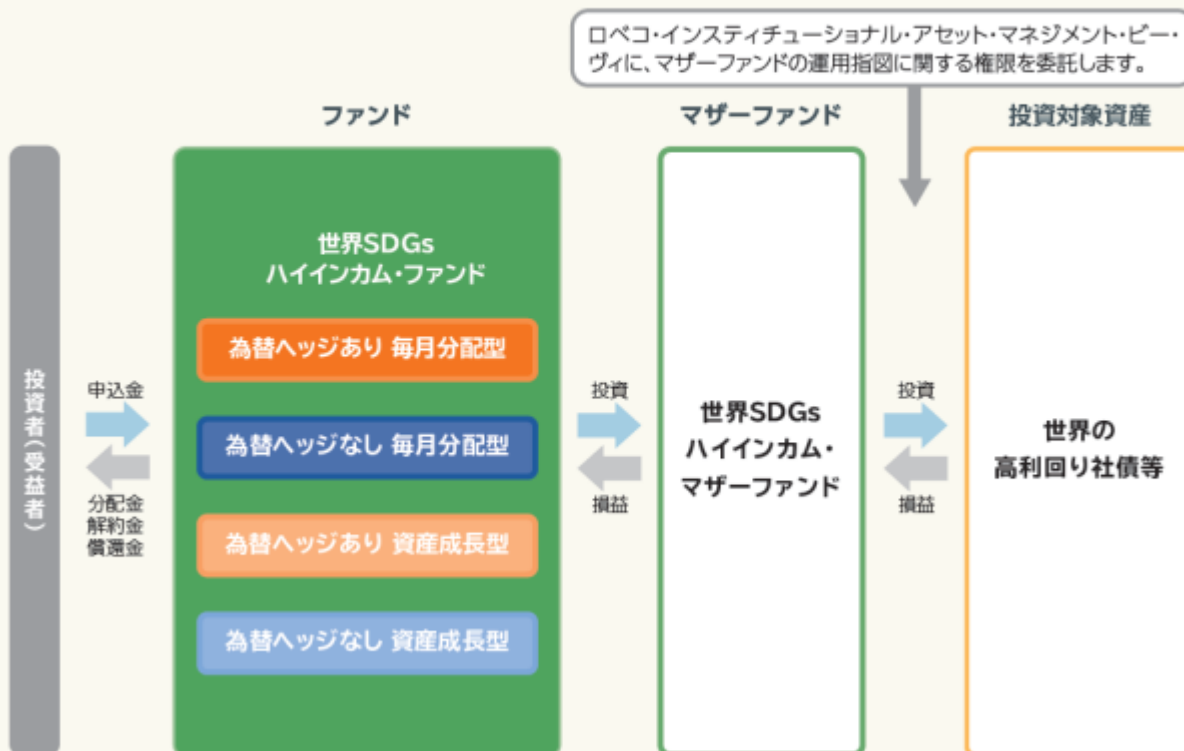 ロベコ・インスティチューショナル・アセット・マネジメント・ビー・
ヴィに、マザーファンドの運用指図に関する権限を委託します。
ファンド
マザーファンド
投資対象資産
投資者(受益者)
申込金
分配金
解約金
償還金
世界SDGs
ハイインカム・ファンド
為替ヘッジあり 毎月分配型
為替ヘッジなし 毎月分配型
為替ヘッジあり 資産成長型
為替ヘッジなし 資産成長型
投資
損益
世界SDGs
ハイインカム・
マザーファンド
投資
損益
世界の
高利回り社債等